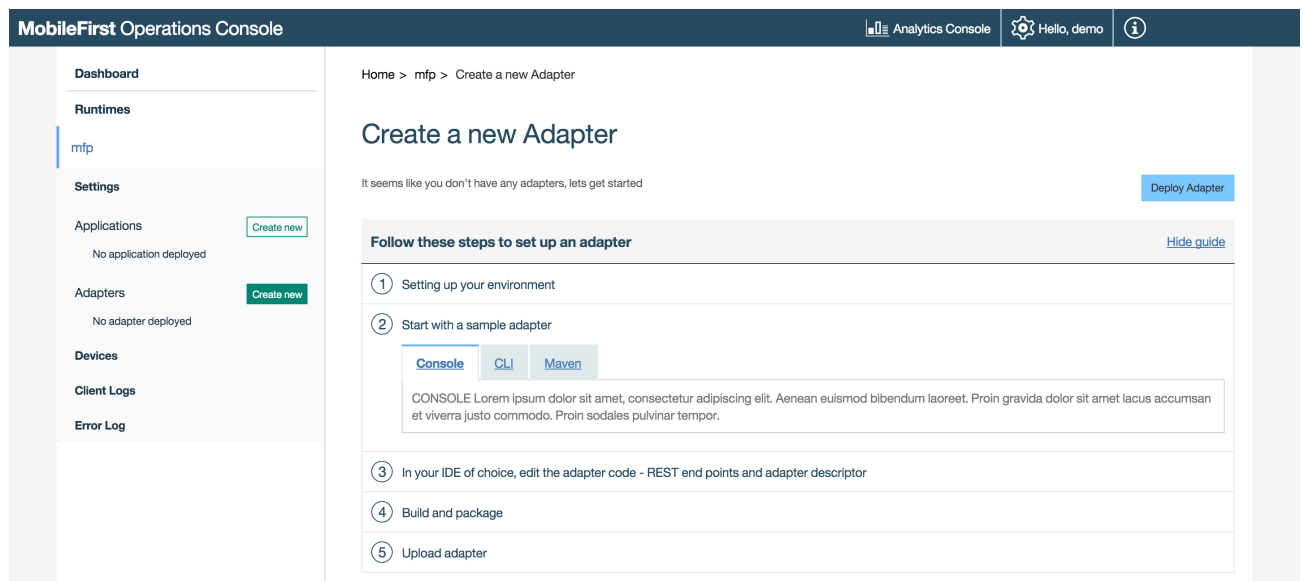 MobileFirst Operations Console
Analytics Console
Hello, demo
Dashboard
Runtimes
mfp
Settings
Applications
Create new
No application deployed
Adapters
Create new
No adapter deployed
Devices
Client Logs
Error Log
Home > mfp > Create a new Adapter
Create a new Adapter
It seems like you don't have any adapters, lets get started
Deploy Adapter
Follow these steps to set up an adapter
Hide guide
1 Setting up your environment
2 Start with a sample adapter
Console CLI Maven
CONSOLE Lorem ipsum dolor sit amet, consectetur adipiscing elit. Aenean euismod bibendum laoreet. Proin gravida dolor sit amet lacus accumsan
et viverra justo commodo. Proin sodales pulvinar tempor.
3 In your IDE of choice, edit the adapter code - REST end points and adapter descriptor
4 Build and package
5 Upload adapter